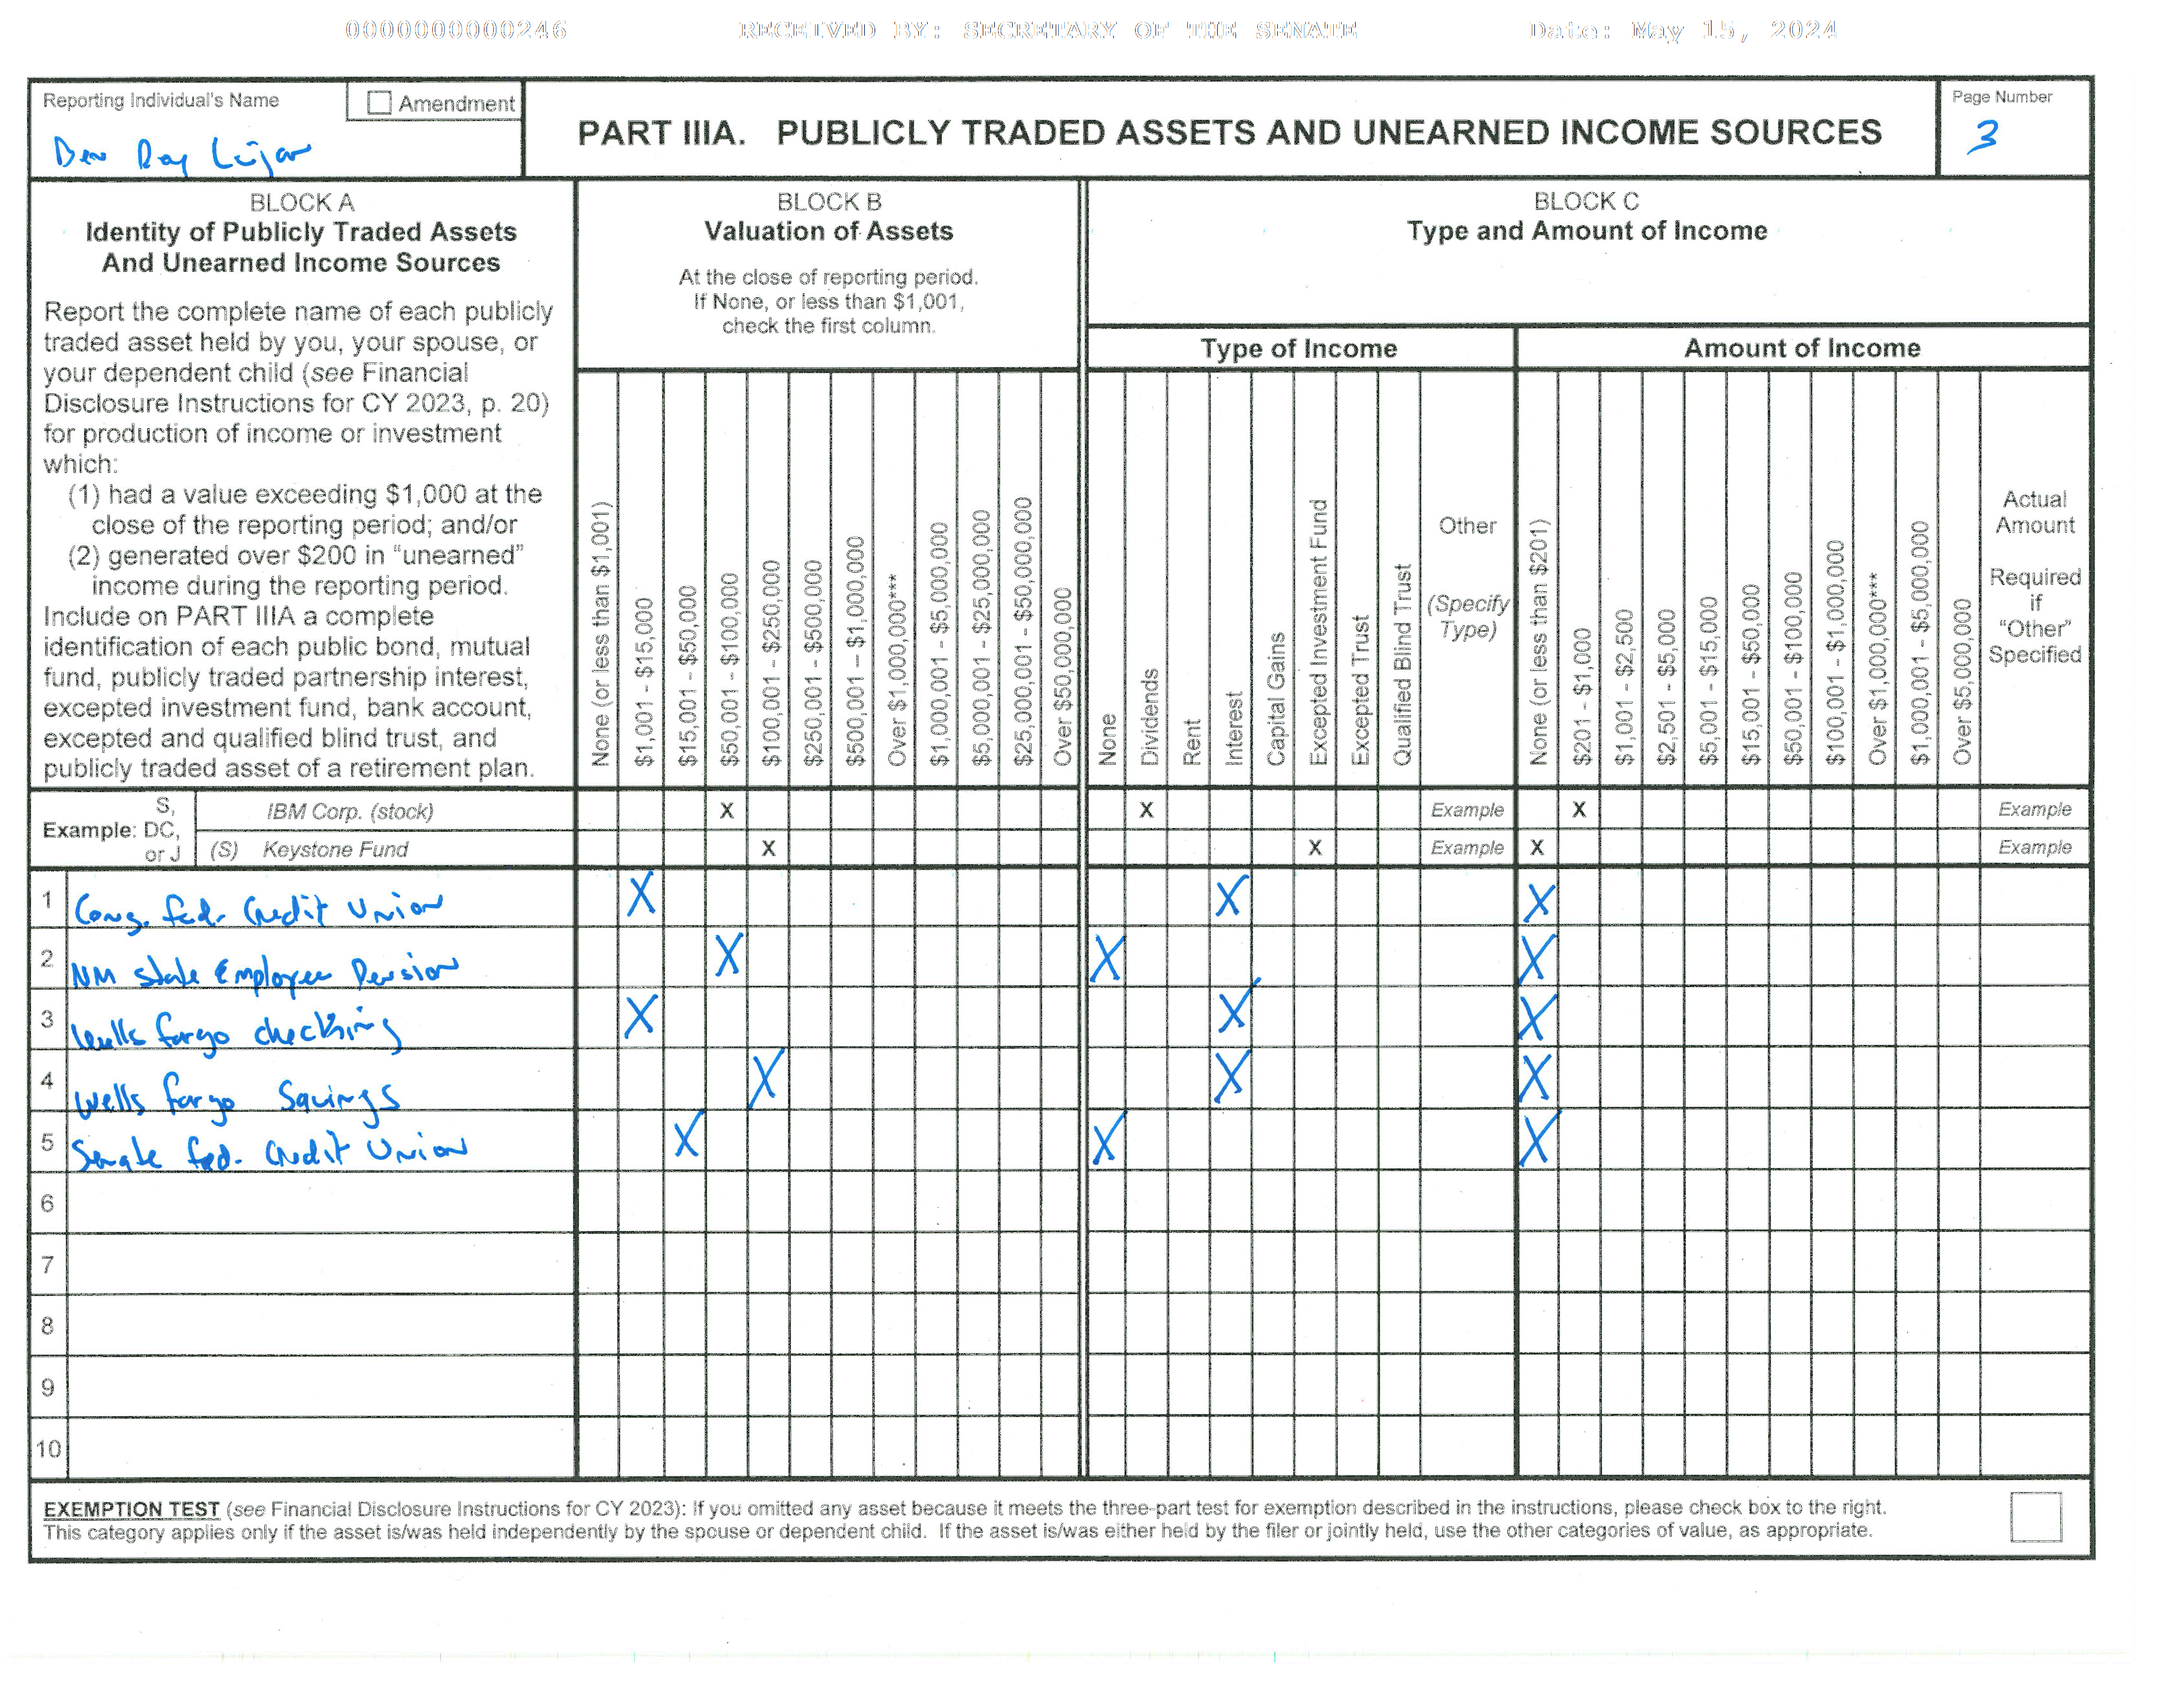 0000000000246 RECEIVED BY: SECRETARY OF THE SENATE Date: May 15, 2024
Reporting Individual's Name
Amendment
Ben Ray Luján
PART IIIA. PUBLICLY TRADED ASSETS AND UNEARNED INCOME SOURCES
Page Number
3
BLOCK A
Identity of Publicly Traded Assets
And Unearned Income Sources
Report the complete name of each publicly
traded asset held by you, your spouse, or
your dependent child (see Financial
Disclosure Instructions for CY 2023, p. 20)
for production of income or investment
which:
(1) had a value exceeding $1,000 at the
close of the reporting period; and/or
(2) generated over $200 in “unearned”
income during the reporting period.
Include on PART IIIA a complete
identification of each public bond, mutual
fund, publicly traded partnership interest,
excepted investment fund, bank account,
excepted and qualified blind trust, and
publicly traded asset of a retirement plan.
BLOCK B
Valuation of Assets
At the close of reporting period.
If None, or less than $1,001,
check the first column.
None (or less than $1,001)
$1,001 - $15,000
$15,001 - $50,000
$50,001 - $100,000
$100,001 - $250,000
$250,001 - $500,000
$500,001 – $1,000,000
Over $1,000,000***
$1,000,001 - $5,000,000
$5,000,001 - $25,000,000
$25,000,001 - $50,000,000
Over $50,000,000
BLOCK C
Type and Amount of Income
Type of Income
None
Dividends
Rent
Interest
Capital Gains
Excepted Investment Fund
Excepted Trust
Qualified Blind Trust
Other
(Specify
Type)
Amount of Income
None (or less than $201)
$201 - $1,000
$1,001 - $2,500
$2,501 - $5,000
$5,001 - $15,000
$15,001 - $50,000
$50,001 - $100,000
$100,001 - $1,000,000
Over $1,000,000***
$1,000,001 - $5,000,000
Over $5,000,000
Actual
Amount
Required
if
“Other”
Specified
Example: S, DC, or J
IBM Corp. (stock) X X Example X Example
(S) Keystone Fund X X Example X Example
1 Cong. Fed. Credit Union X X X
2 NM State Employee Pension X X X
3 Wells Fargo Checking X X X
4 Wells Fargo Savings X X X
5 Senate Fed. Credit Union X X X
6
7
8
9
10
EXEMPTION TEST (see Financial Disclosure Instructions for CY 2023): If you omitted any asset because it meets the three-part test for exemption described in the instructions, please check box to the right.
This category applies only if the asset is/was held independently by the spouse or dependent child. If the asset is/was either held by the filer or jointly held, use the other categories of value, as appropriate.